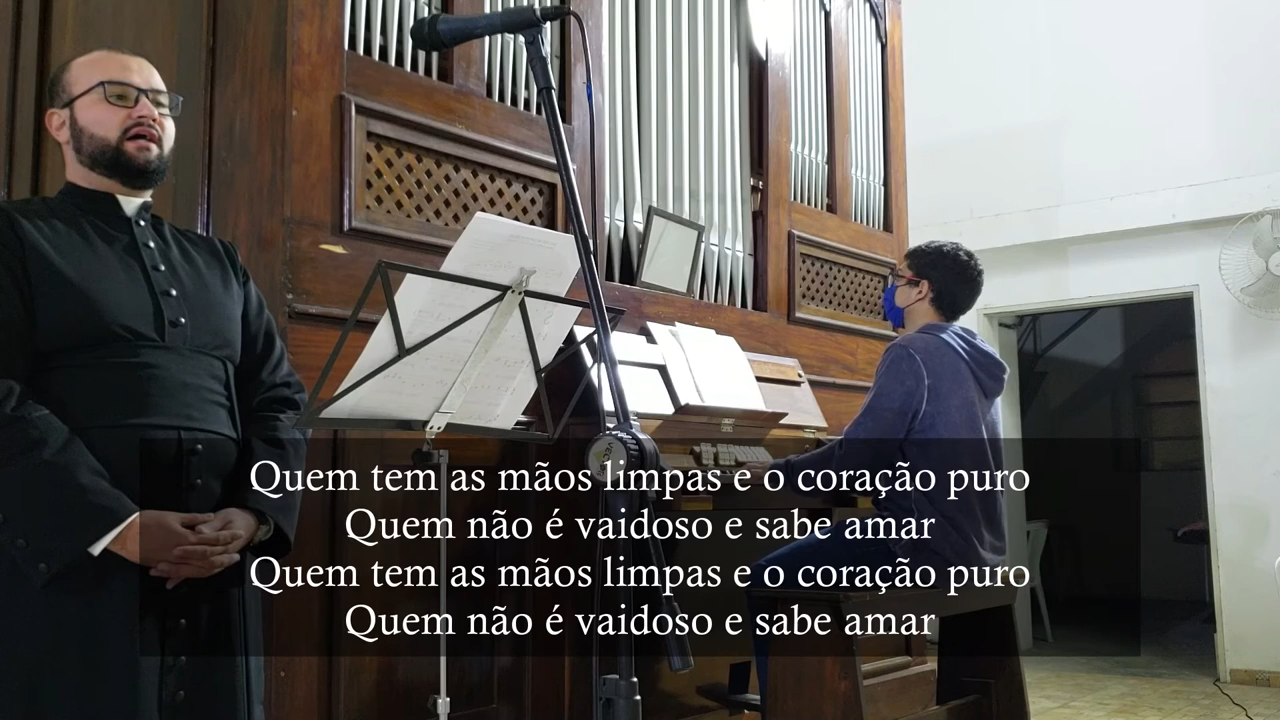 Quem tem as mãos limpas e o coração puro
Quem não é vaidoso e sabe amar
Quem tem as mãos limpas e o coração puro
Quem não é vaidoso e sabe amar